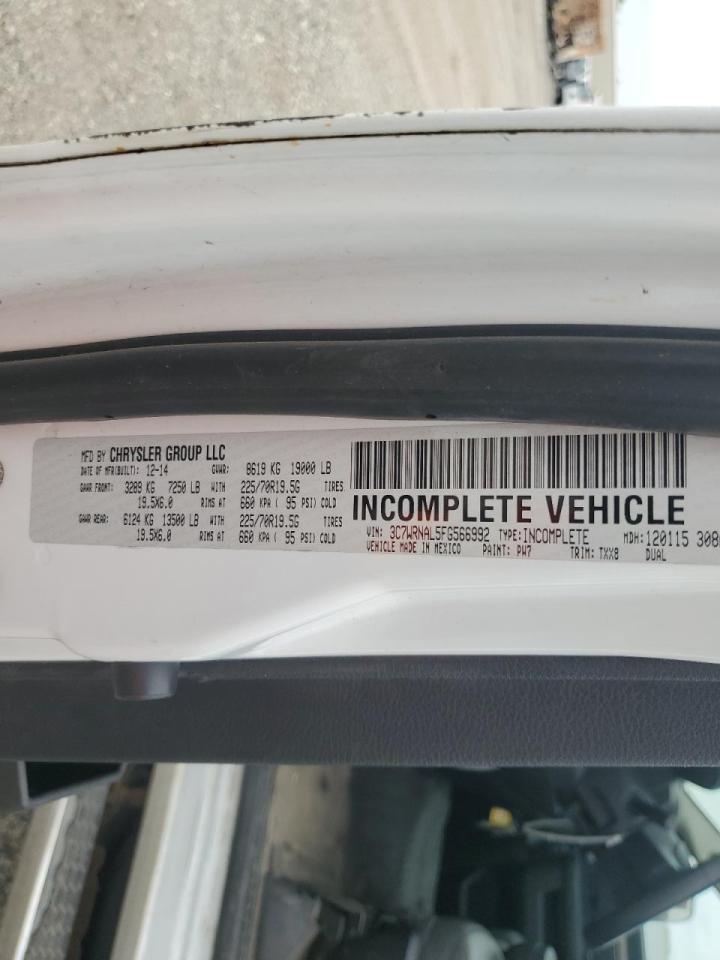 MFD BY CHRYSLER GROUP LLC
DATE OF MFR(BUILT): 12-14 GVWR: 8619 KG 19000 LB
GAWR FRONT: 3289 KG 7250 LB WITH 225/70R19.5G TIRES
19.5X6.0 RIMS AT 660 KPA ( 95 PSI) COLD
GAWR REAR: 6124 KG 13500 LB WITH 225/70R19.5G TIRES
19.5X6.0 RIMS AT 660 KPA ( 95 PSI) COLD
INCOMPLETE VEHICLE
VIN: 3C7WRNAL5FG566992 TYPE: INCOMPLETE MDH: 120115 308
VEHICLE MADE IN MEXICO PAINT: PW7 TRIM: TXX8 DUAL